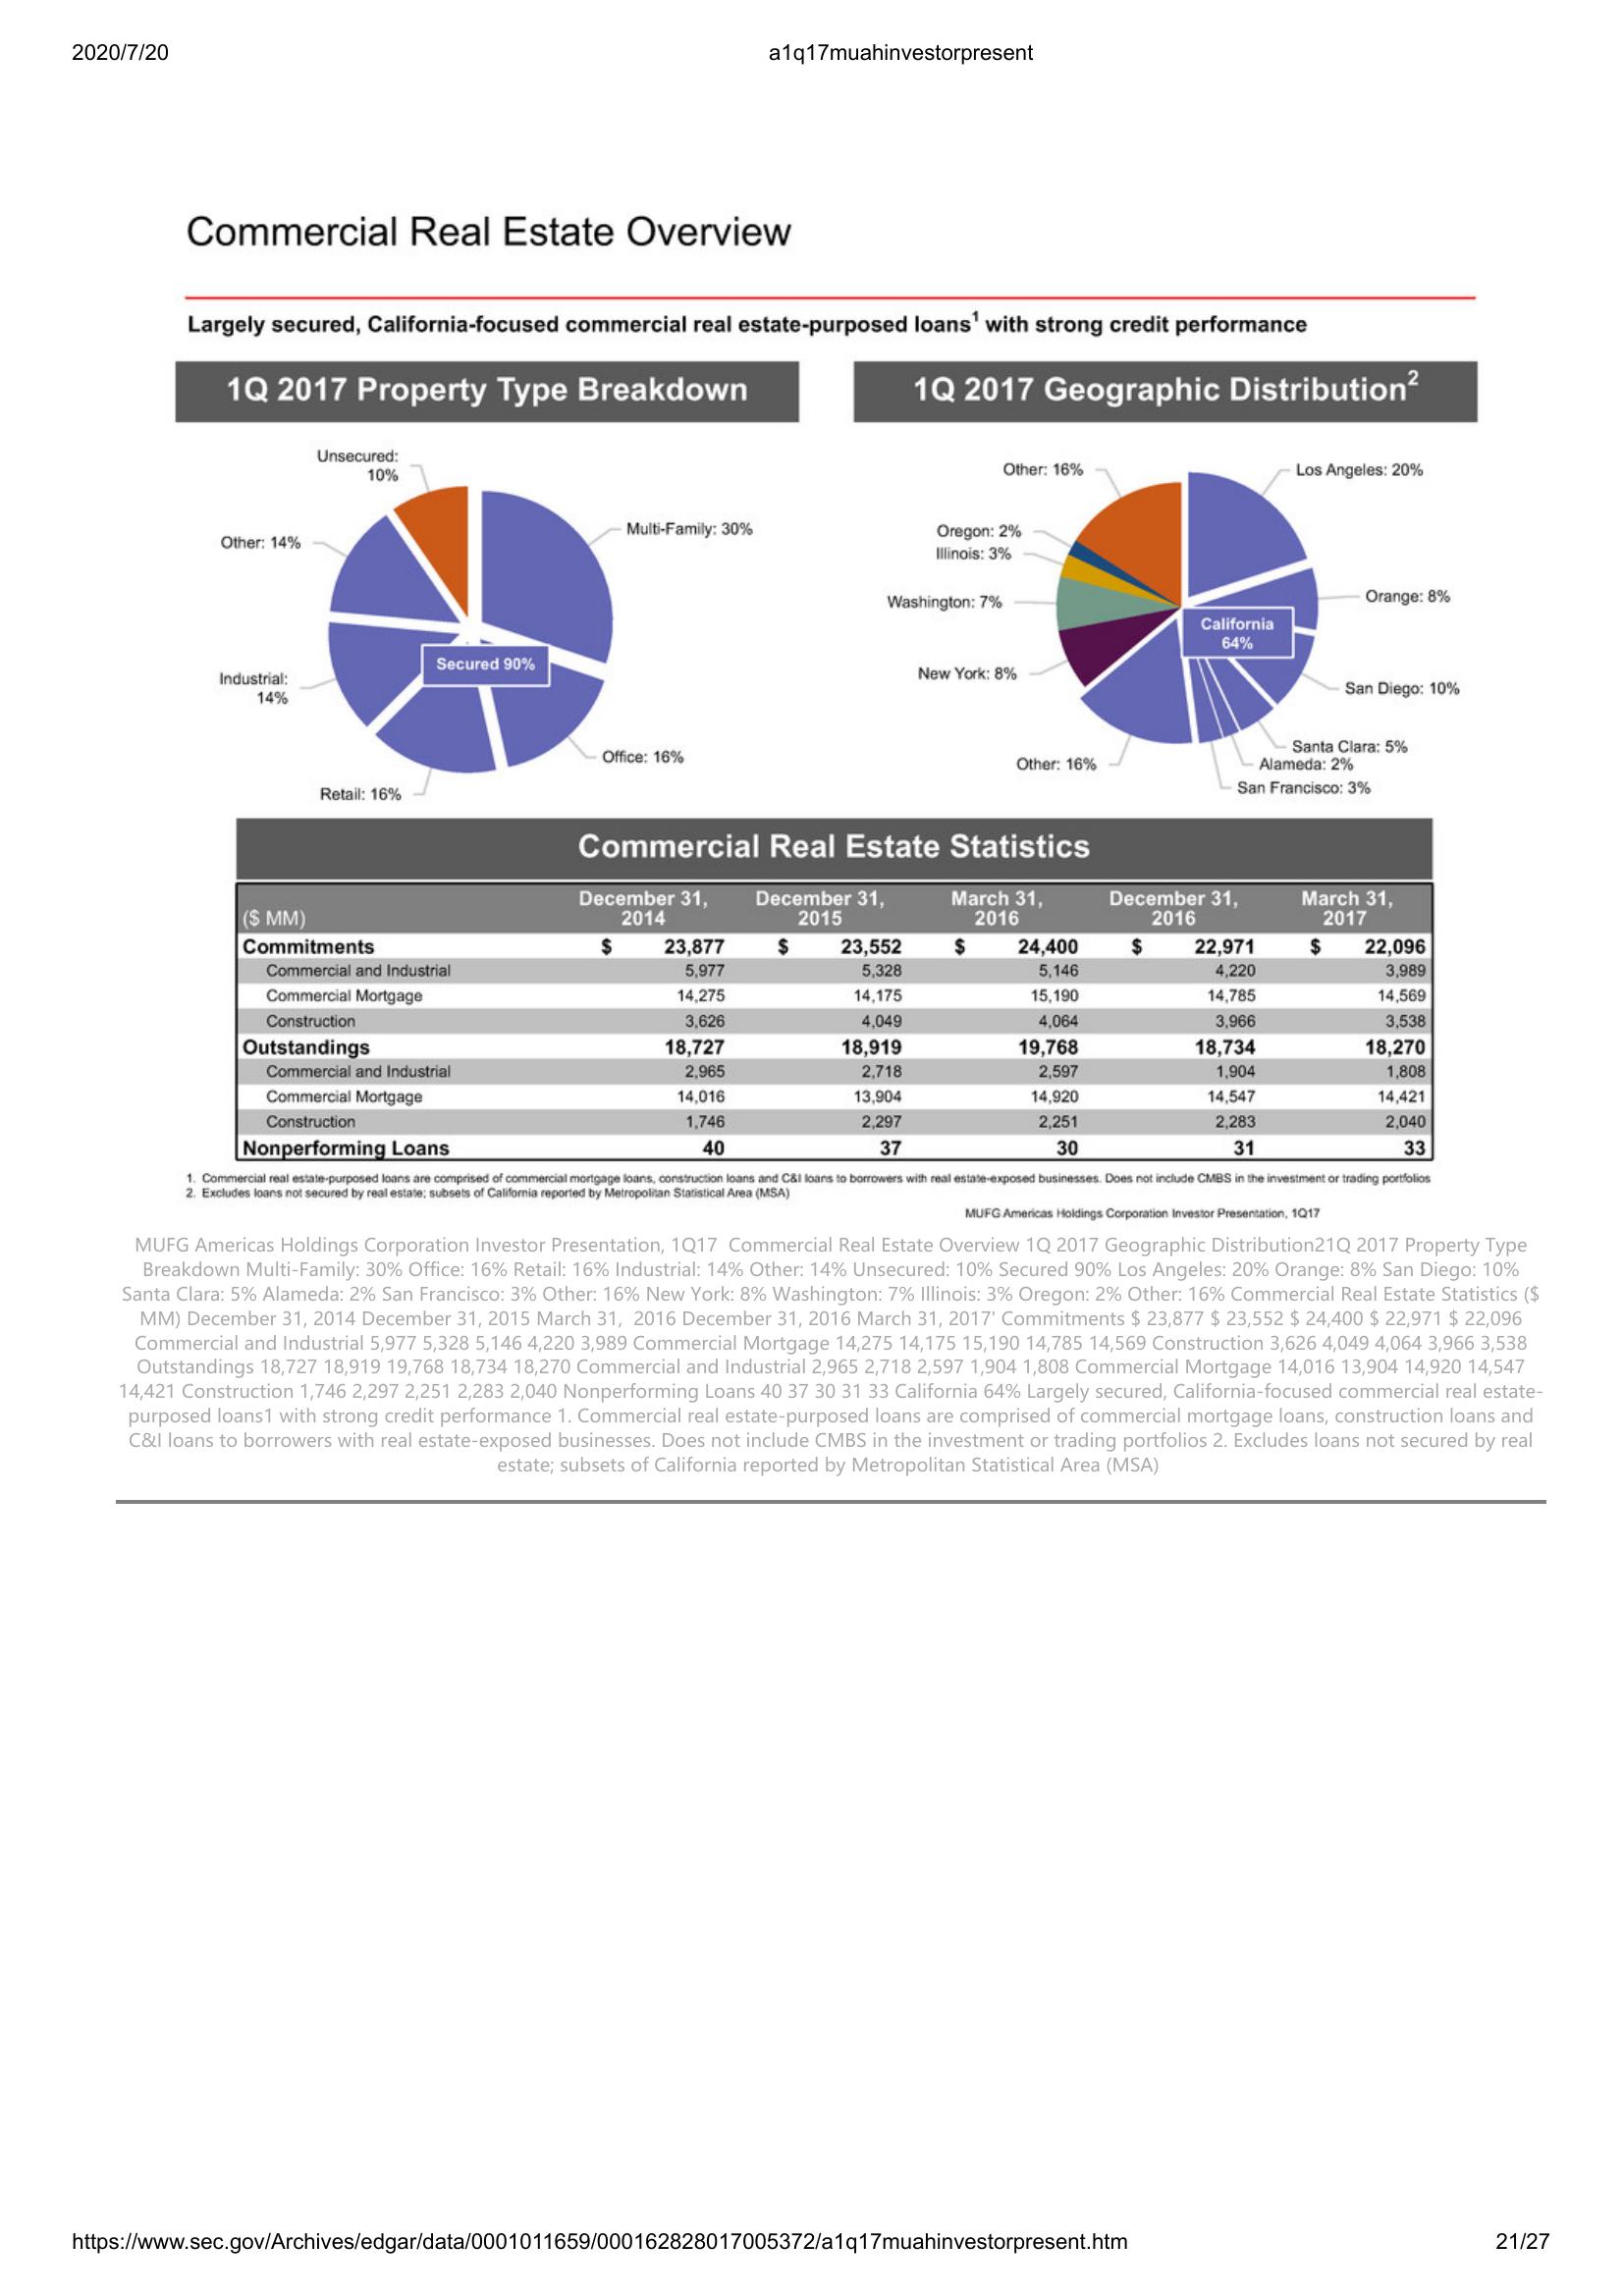 2020/7/20 a1q17muahinvestorpresent
Commercial Real Estate Overview
Largely secured, California-focused commercial real estate-purposed loans1 with strong credit performance
1Q 2017 Property Type Breakdown
Unsecured:
10%
Multi-Family: 30%
Other: 14%
Secured 90%
Industrial:
14%
Office: 16%
Retail: 16%
1Q 2017 Geographic Distribution2
Other: 16%
Los Angeles: 20%
Oregon: 2%
Illinois: 3%
Orange: 8%
Washington: 7%
California
64%
New York: 8%
San Diego: 10%
Santa Clara: 5%
Other: 16%
Alameda: 2%
San Francisco: 3%
Commercial Real Estate Statistics
($ MM) December 31, 2014 December 31, 2015 March 31, 2016 December 31, 2016 March 31, 2017
Commitments $ 23,877 $ 23,552 $ 24,400 $ 22,971 $ 22,096
Commercial and Industrial 5,977 5,328 5,146 4,220 3,989
Commercial Mortgage 14,275 14,175 15,190 14,785 14,569
Construction 3,626 4,049 4,064 3,966 3,538
Outstandings 18,727 18,919 19,768 18,734 18,270
Commercial and Industrial 2,965 2,718 2,597 1,904 1,808
Commercial Mortgage 14,016 13,904 14,920 14,547 14,421
Construction 1,746 2,297 2,251 2,283 2,040
Nonperforming Loans 40 37 30 31 33
1. Commercial real estate-purposed loans are comprised of commercial mortgage loans, construction loans and C&I loans to borrowers with real estate-exposed businesses. Does not include CMBS in the investment or trading portfolios
2. Excludes loans not secured by real estate; subsets of California reported by Metropolitan Statistical Area (MSA)
MUFG Americas Holdings Corporation Investor Presentation, 1Q17
MUFG Americas Holdings Corporation Investor Presentation, 1Q17 Commercial Real Estate Overview 1Q 2017 Geographic Distribution21Q 2017 Property Type
Breakdown Multi-Family: 30% Office: 16% Retail: 16% Industrial: 14% Other: 14% Unsecured: 10% Secured 90% Los Angeles: 20% Orange: 8% San Diego: 10%
Santa Clara: 5% Alameda: 2% San Francisco: 3% Other: 16% New York: 8% Washington: 7% Illinois: 3% Oregon: 2% Other: 16% Commercial Real Estate Statistics ($
MM) December 31, 2014 December 31, 2015 March 31, 2016 December 31, 2016 March 31, 2017' Commitments $ 23,877 $ 23,552 $ 24,400 $ 22,971 $ 22,096
Commercial and Industrial 5,977 5,328 5,146 4,220 3,989 Commercial Mortgage 14,275 14,175 15,190 14,785 14,569 Construction 3,626 4,049 4,064 3,966 3,538
Outstandings 18,727 18,919 19,768 18,734 18,270 Commercial and Industrial 2,965 2,718 2,597 1,904 1,808 Commercial Mortgage 14,016 13,904 14,920 14,547
14,421 Construction 1,746 2,297 2,251 2,283 2,040 Nonperforming Loans 40 37 30 31 33 California 64% Largely secured, California-focused commercial real estate-
purposed loans1 with strong credit performance 1. Commercial real estate-purposed loans are comprised of commercial mortgage loans, construction loans and
C&I loans to borrowers with real estate-exposed businesses. Does not include CMBS in the investment or trading portfolios 2. Excludes loans not secured by real
estate; subsets of California reported by Metropolitan Statistical Area (MSA)
https://www.sec.gov/Archives/edgar/data/0001011659/000162828017005372/a1q17muahinvestorpresent.htm 21/27